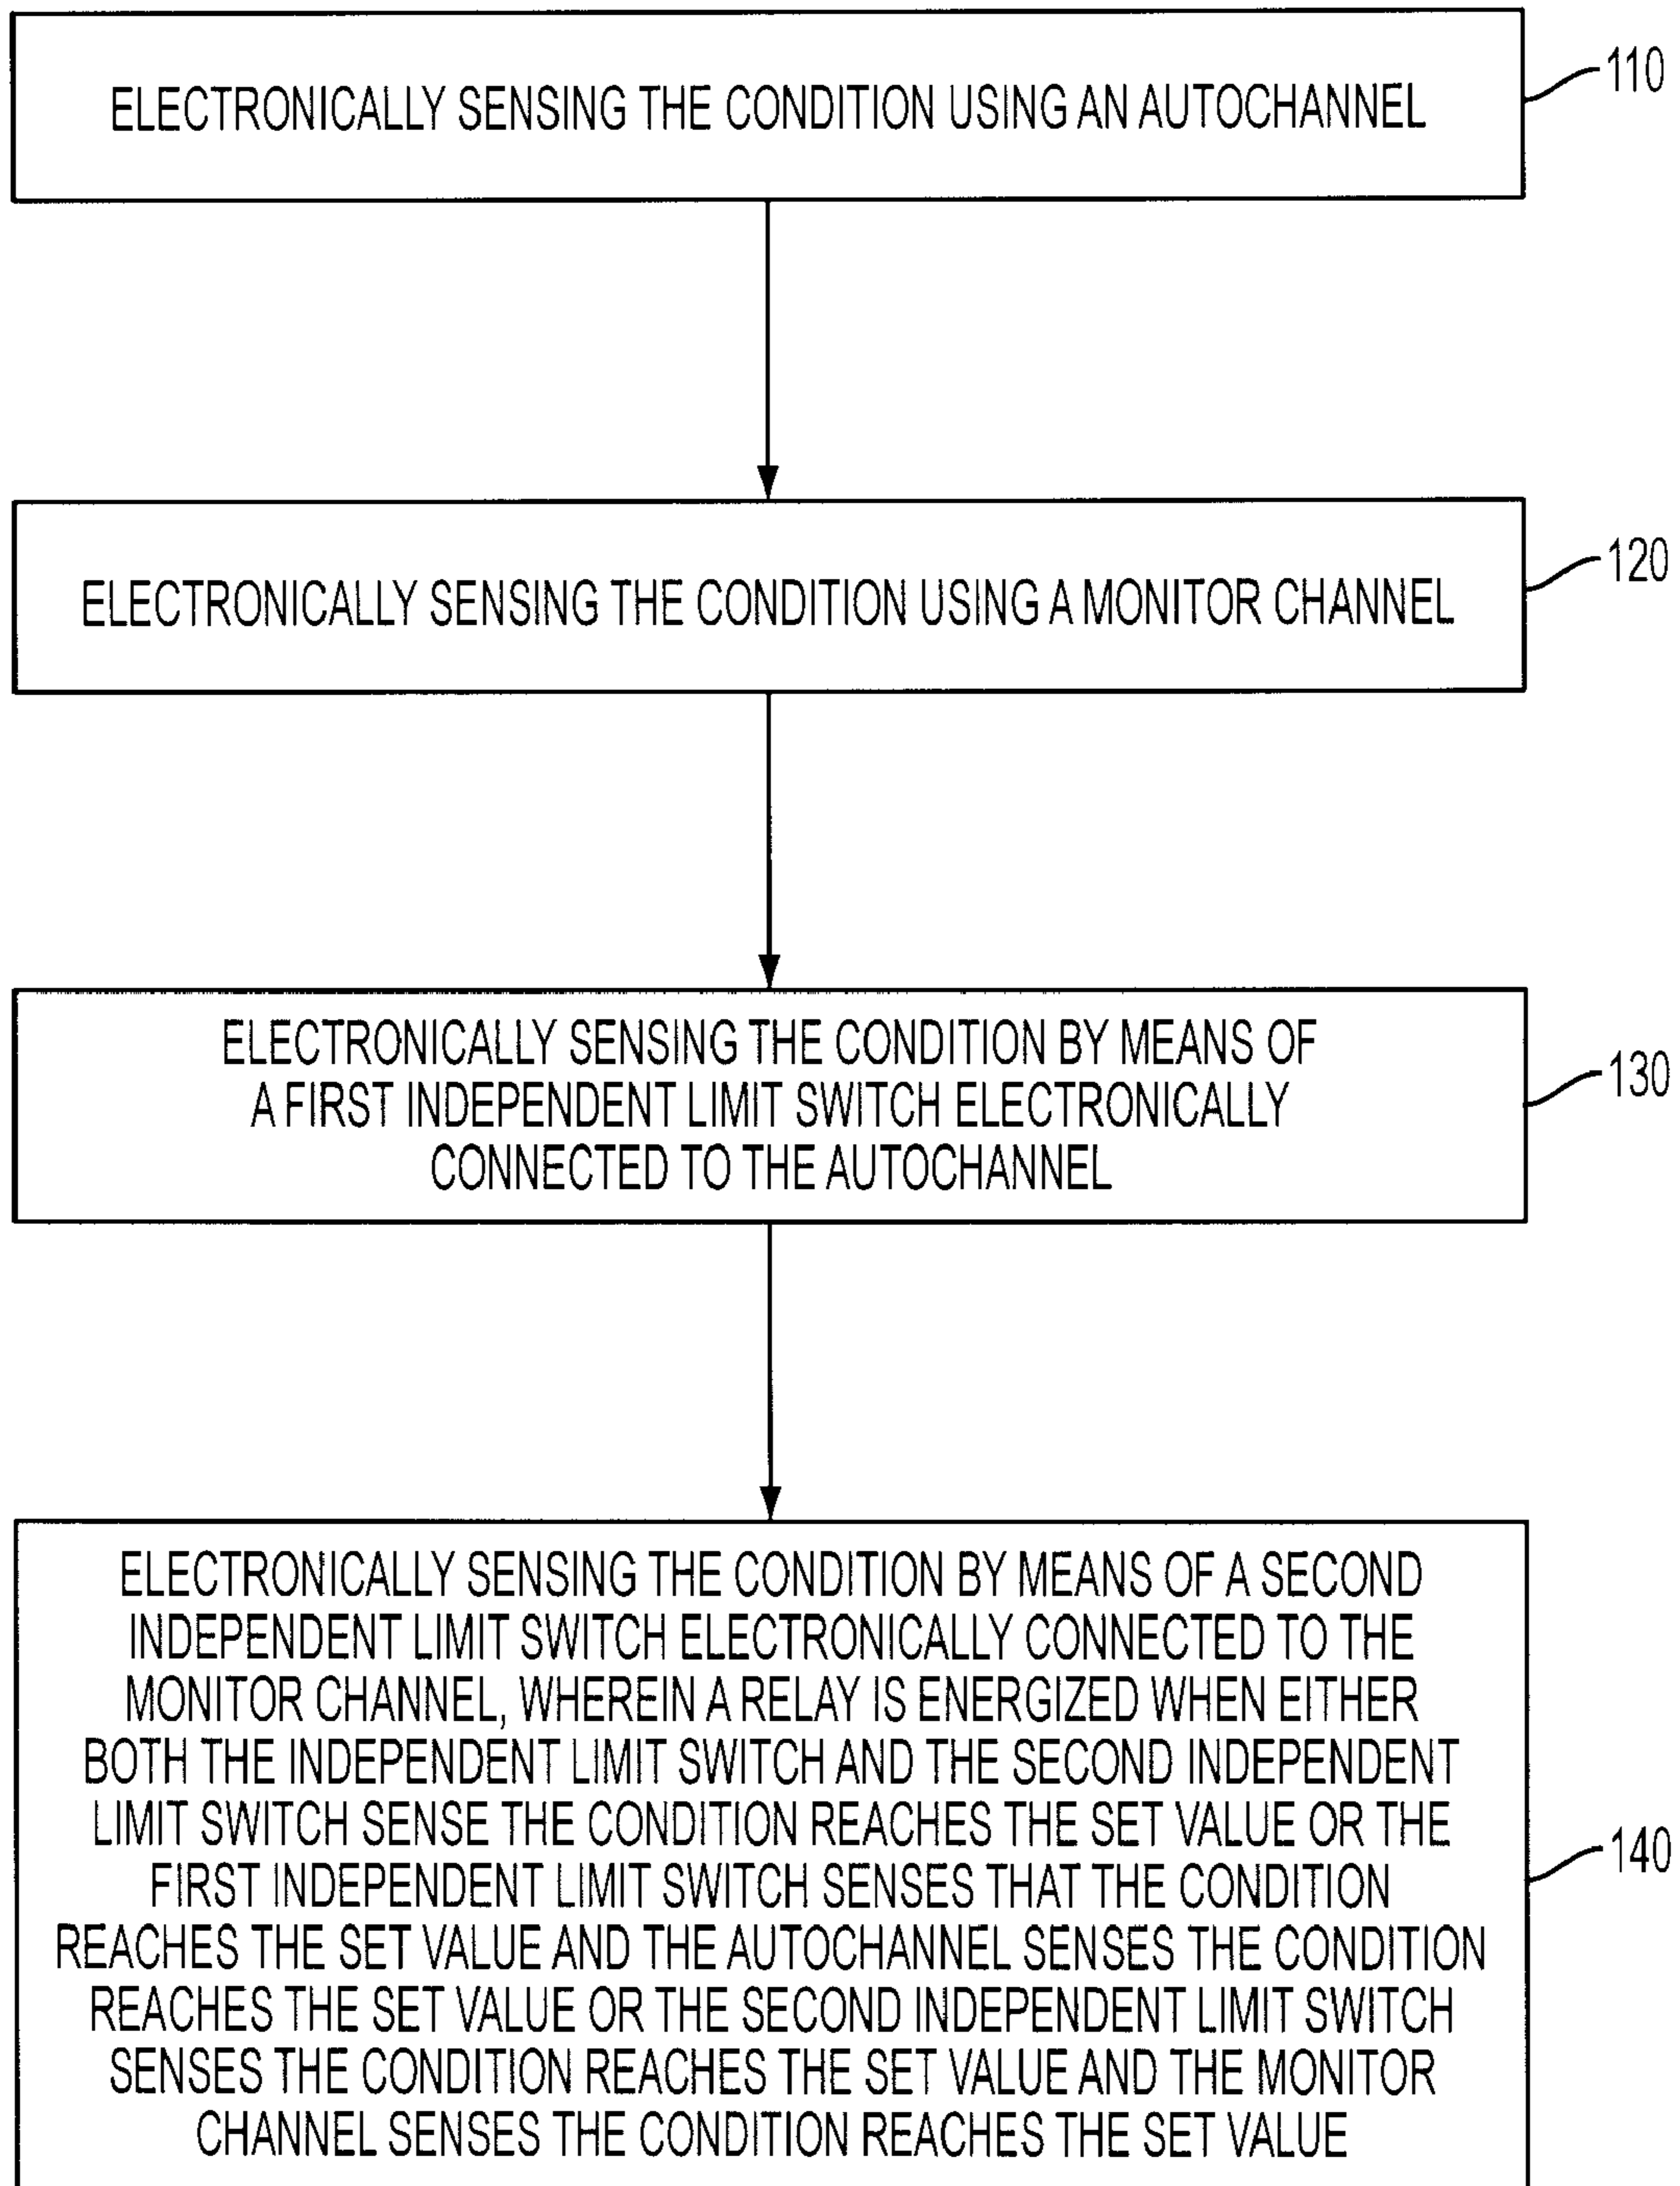 ELECTRONICALLY SENSING THE CONDITION USING AN AUTOCHANNEL
110
ELECTRONICALLY SENSING THE CONDITION USING A MONITOR CHANNEL
120
ELECTRONICALLY SENSING THE CONDITION BY MEANS OF
A FIRST INDEPENDENT LIMIT SWITCH ELECTRONICALLY
CONNECTED TO THE AUTOCHANNEL
130
ELECTRONICALLY SENSING THE CONDITION BY MEANS OF A SECOND
INDEPENDENT LIMIT SWITCH ELECTRONICALLY CONNECTED TO THE
MONITOR CHANNEL, WHEREIN A RELAY IS ENERGIZED WHEN EITHER
BOTH THE INDEPENDENT LIMIT SWITCH AND THE SECOND INDEPENDENT
LIMIT SWITCH SENSE THE CONDITION REACHES THE SET VALUE OR THE
FIRST INDEPENDENT LIMIT SWITCH SENSES THAT THE CONDITION
REACHES THE SET VALUE AND THE AUTOCHANNEL SENSES THE CONDITION
REACHES THE SET VALUE OR THE SECOND INDEPENDENT LIMIT SWITCH
SENSES THE CONDITION REACHES THE SET VALUE AND THE MONITOR
CHANNEL SENSES THE CONDITION REACHES THE SET VALUE
140